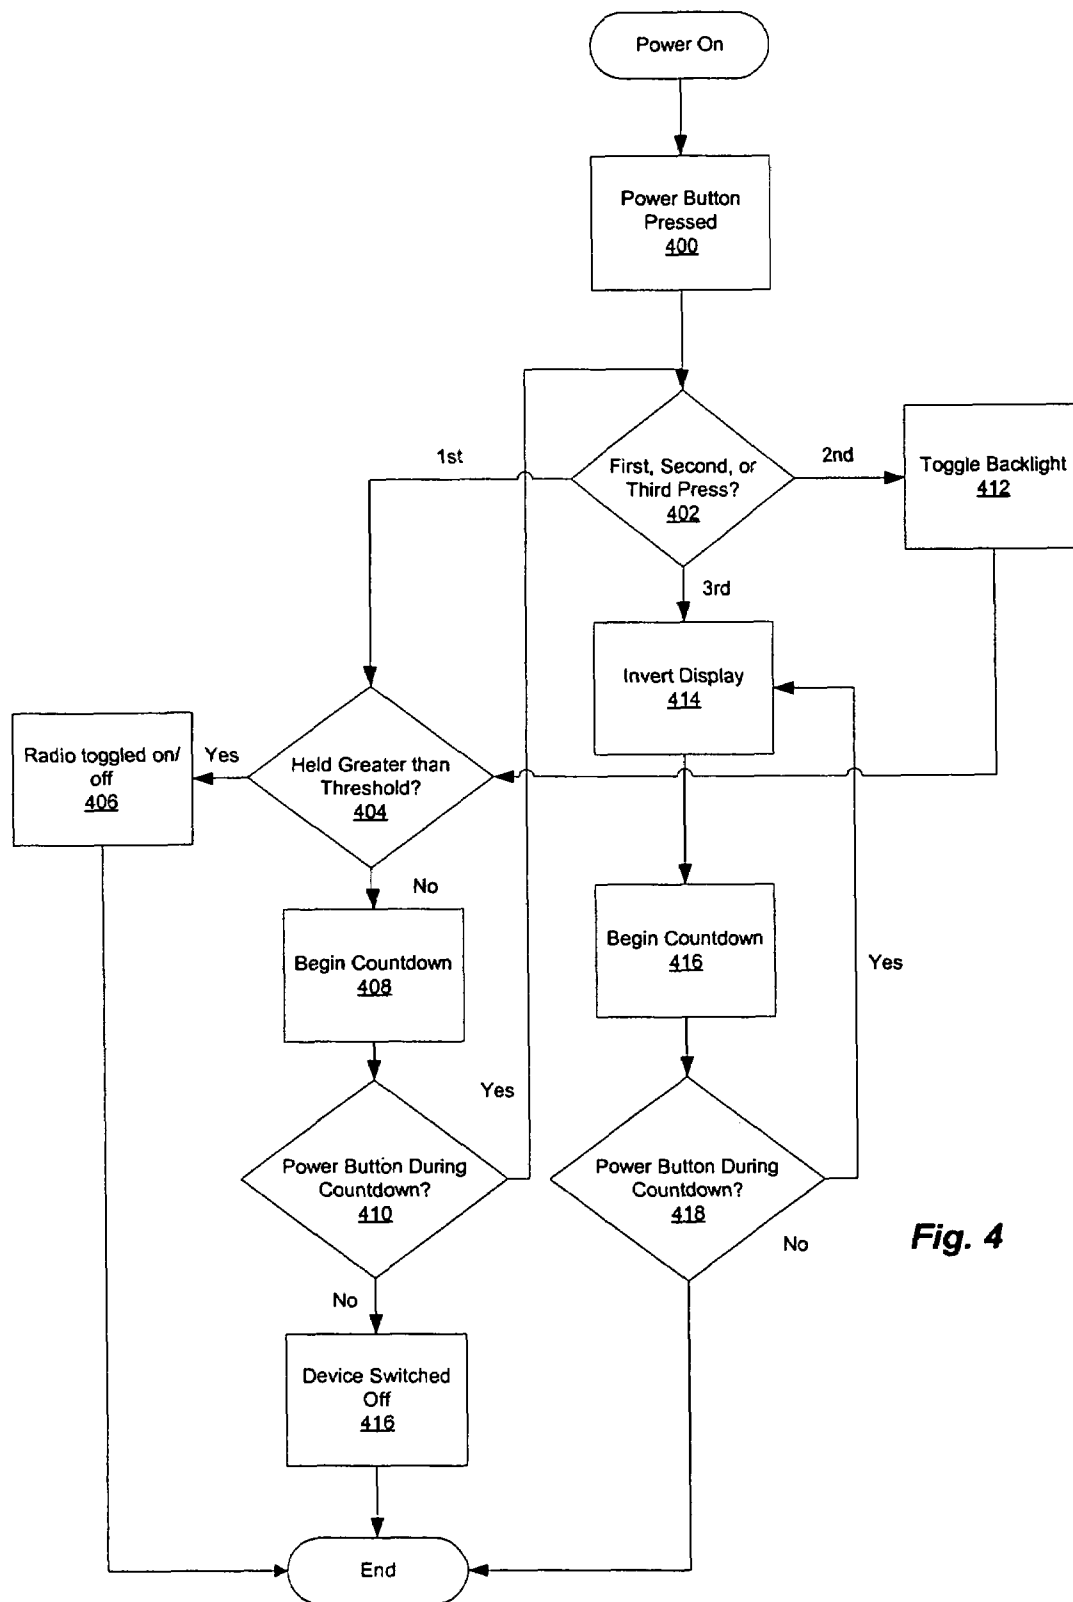 Power On
Power Button
Pressed
400
1st
First, Second, or
Third Press?
402
2nd
Toggle Backlight
412
3rd
Invert Display
414
Radio toggled on/
off
406
Yes
Held Greater than
Threshold?
404
No
Begin Countdown
408
Begin Countdown
416
Yes
Yes
Power Button During
Countdown?
410
Power Button During
Countdown?
418
No
No
Fig. 4
Device Switched
Off
416
End